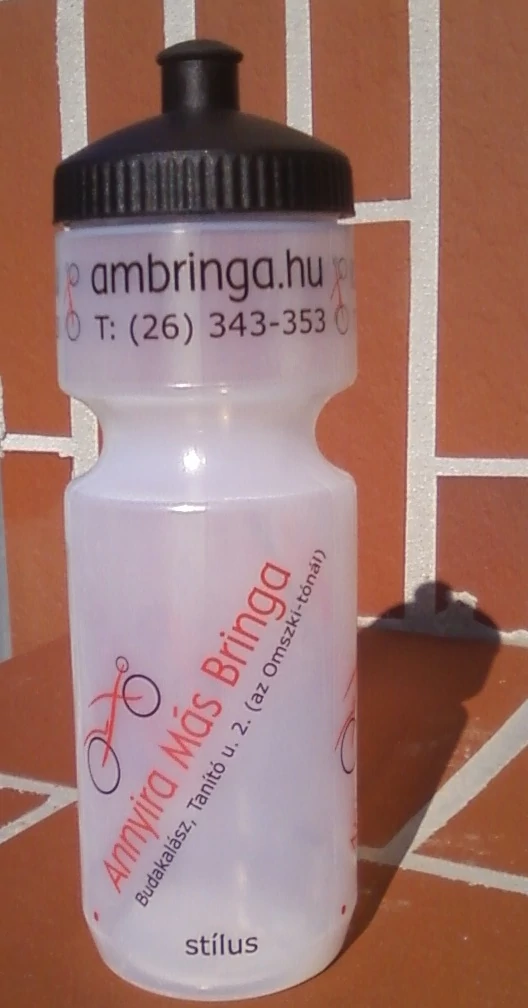 ambringa.hu
T: (26) 343-353
Annyira Más Bringa
Budakalász, Tanító u. 2. (az Omszki-tónál)
stílus